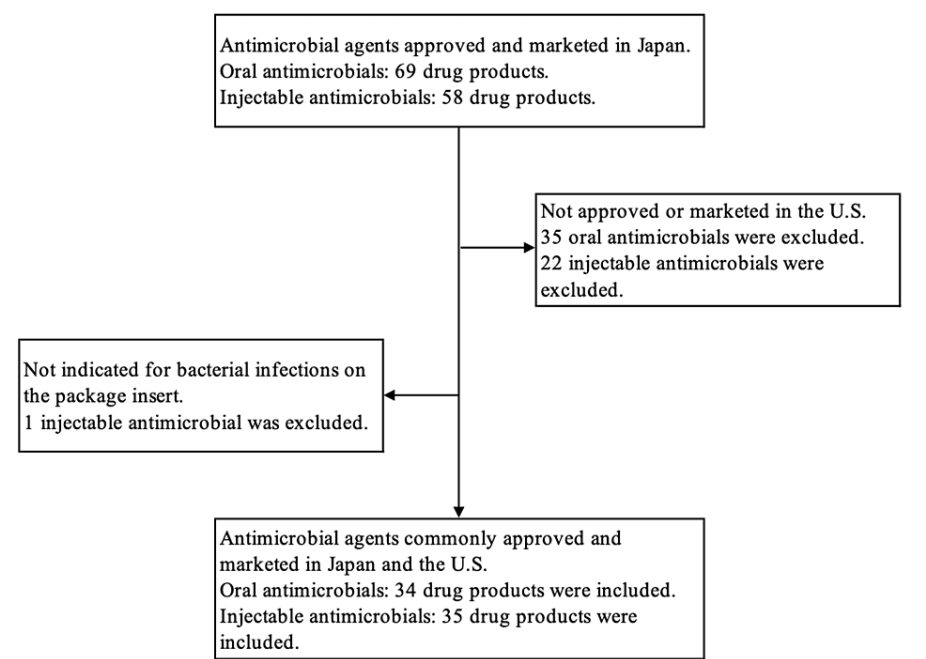 Antimicrobial agents approved and marketed in Japan.
Oral antimicrobials: 69 drug products.
Injectable antimicrobials: 58 drug products.
Not approved or marketed in the U.S.
35 oral antimicrobials were excluded.
22 injectable antimicrobials were
excluded.
Not indicated for bacterial infections on
the package insert.
1 injectable antimicrobial was excluded.
Antimicrobial agents commonly approved and
marketed in Japan and the U.S.
Oral antimicrobials: 34 drug products were included.
Injectable antimicrobials: 35 drug products were
included.